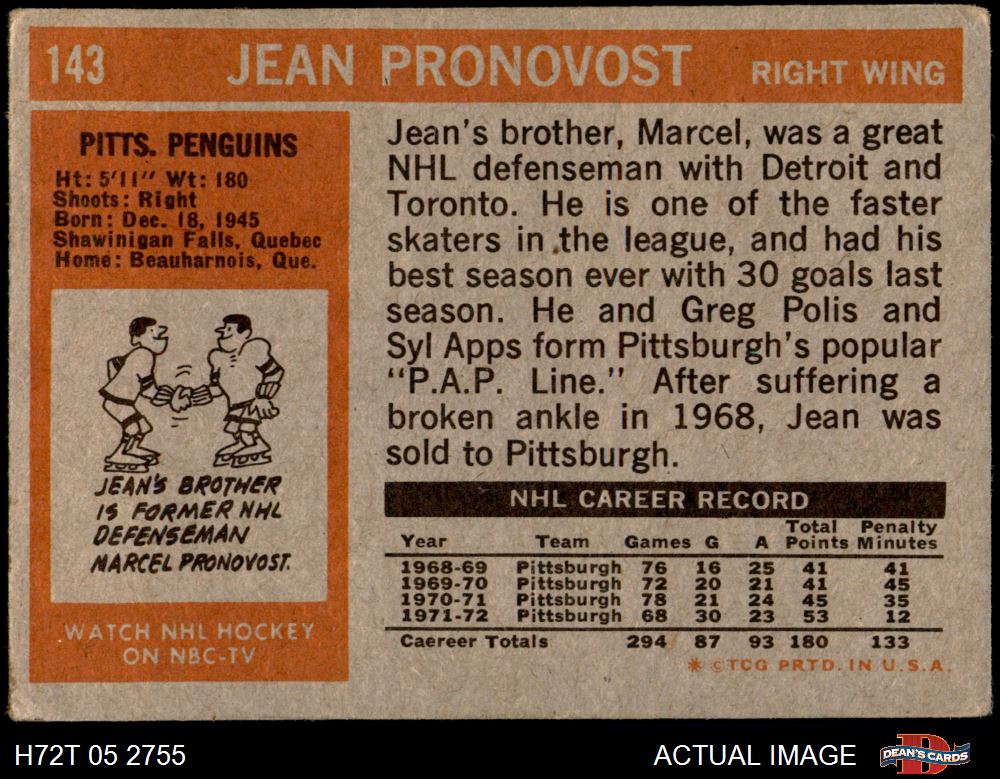 143 JEAN PRONOVOST RIGHT WING
PITTS. PENGUINS
Ht: 5'11" Wt: 180
Shoots: Right
Born: Dec. 18, 1945
Shawinigan Falls, Quebec
Home: Beauharnois, Que.
JEAN'S BROTHER
IS FORMER NHL
DEFENSEMAN
MARCEL PRONOVOST.
WATCH NHL HOCKEY
ON NBC-TV
Jean's brother, Marcel, was a great
NHL defenseman with Detroit and
Toronto. He is one of the faster
skaters in the league, and had his
best season ever with 30 goals last
season. He and Greg Polis and
Syl Apps form Pittsburgh's popular
"P.A.P. Line." After suffering a
broken ankle in 1968, Jean was
sold to Pittsburgh.
NHL CAREER RECORD
Year Team Games G A Total Points Penalty Minutes
1968-69 Pittsburgh 76 16 25 41 41
1969-70 Pittsburgh 72 20 21 41 45
1970-71 Pittsburgh 78 21 24 45 35
1971-72 Pittsburgh 68 30 23 53 12
Caereer Totals 294 87 93 180 133
* ©TCG PRTD. IN U.S.A.
H72T 05 2755 ACTUAL IMAGE DEAN'S CARDS